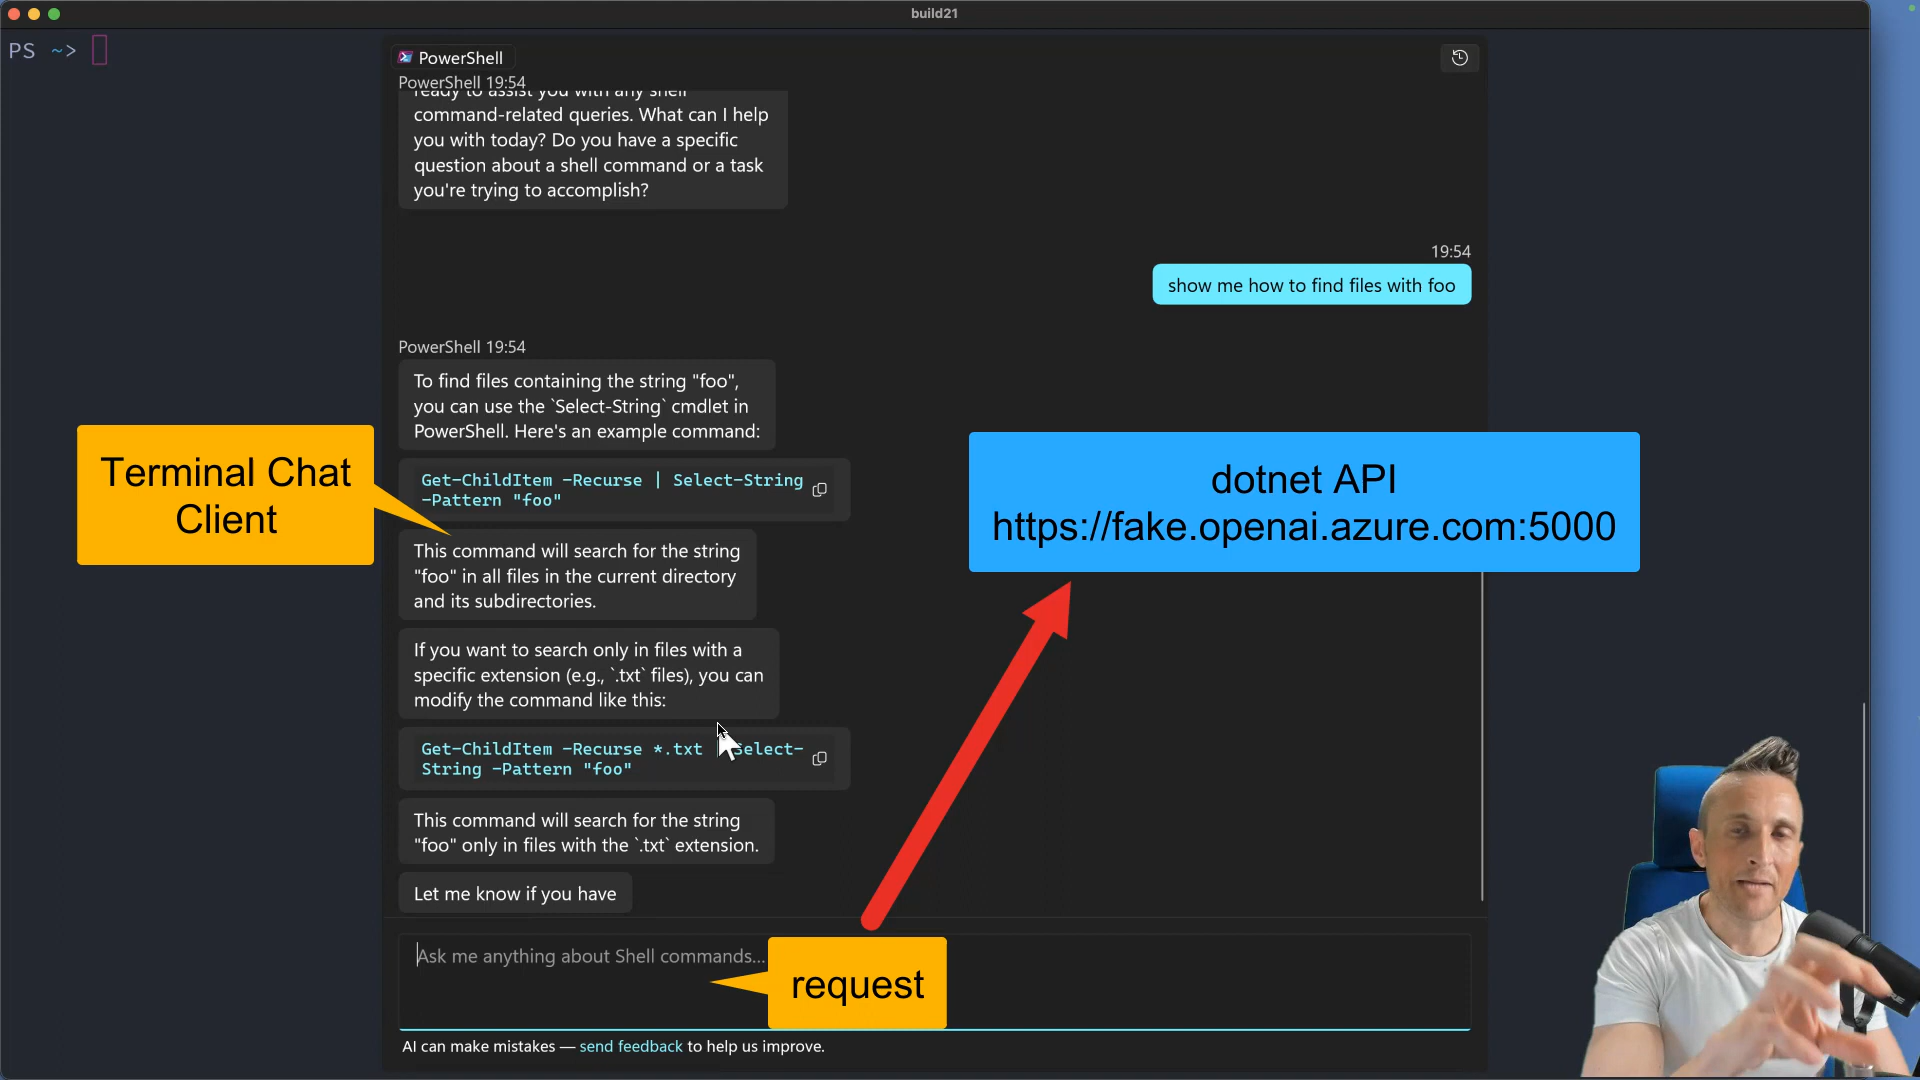 build21
PS ~>
PowerShell
PowerShell 19:54
ready to assist you with any shell
command-related queries. What can I help
you with today? Do you have a specific
question about a shell command or a task
you're trying to accomplish?
19:54
show me how to find files with foo
PowerShell 19:54
To find files containing the string "foo",
you can use the `Select-String` cmdlet in
PowerShell. Here's an example command:
Get-ChildItem -Recurse | Select-String
-Pattern "foo"
Terminal Chat
Client
dotnet API
https://fake.openai.azure.com:5000
This command will search for the string
"foo" in all files in the current directory
and its subdirectories.
If you want to search only in files with a
specific extension (e.g., `.txt` files), you can
modify the command like this:
Get-ChildItem -Recurse *.txt | Select-
String -Pattern "foo"
This command will search for the string
"foo" only in files with the `.txt` extension.
Let me know if you have
Ask me anything about Shell commands...
request
AI can make mistakes — send feedback to help us improve.